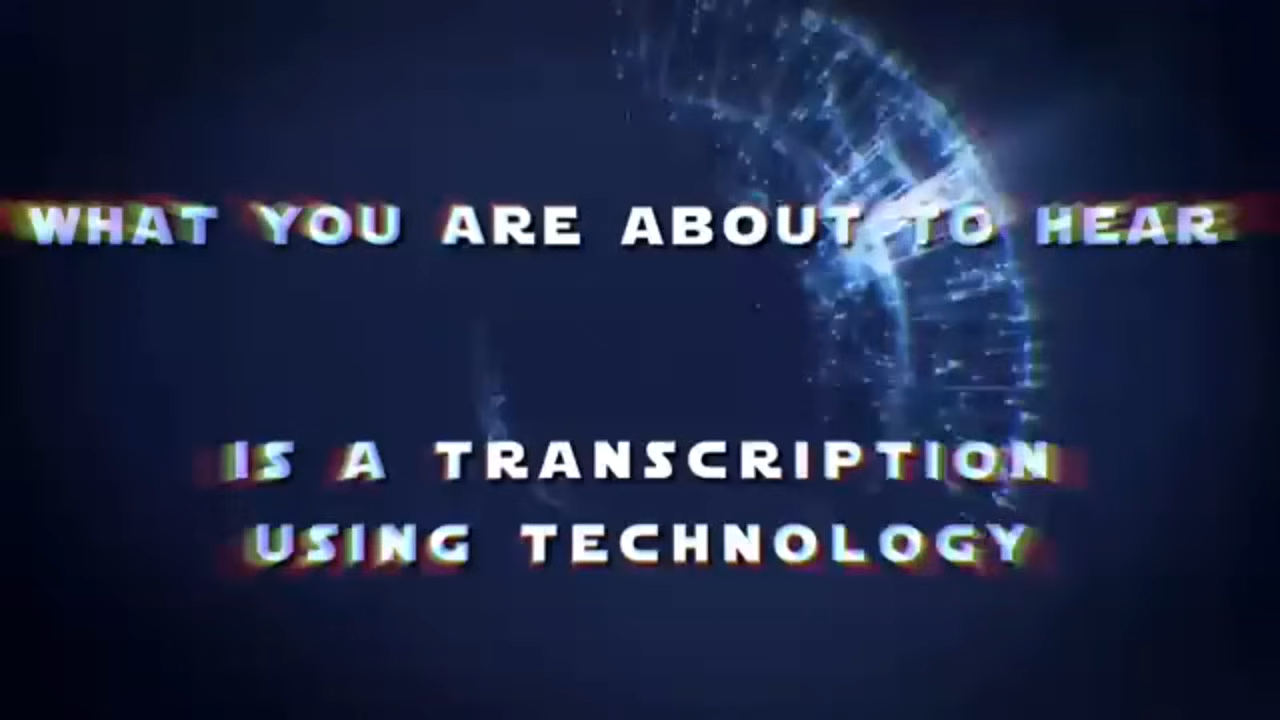 WHAT YOU ARE ABOUT TO HEAR
IS A TRANSCRIPTION
USING TECHNOLOGY